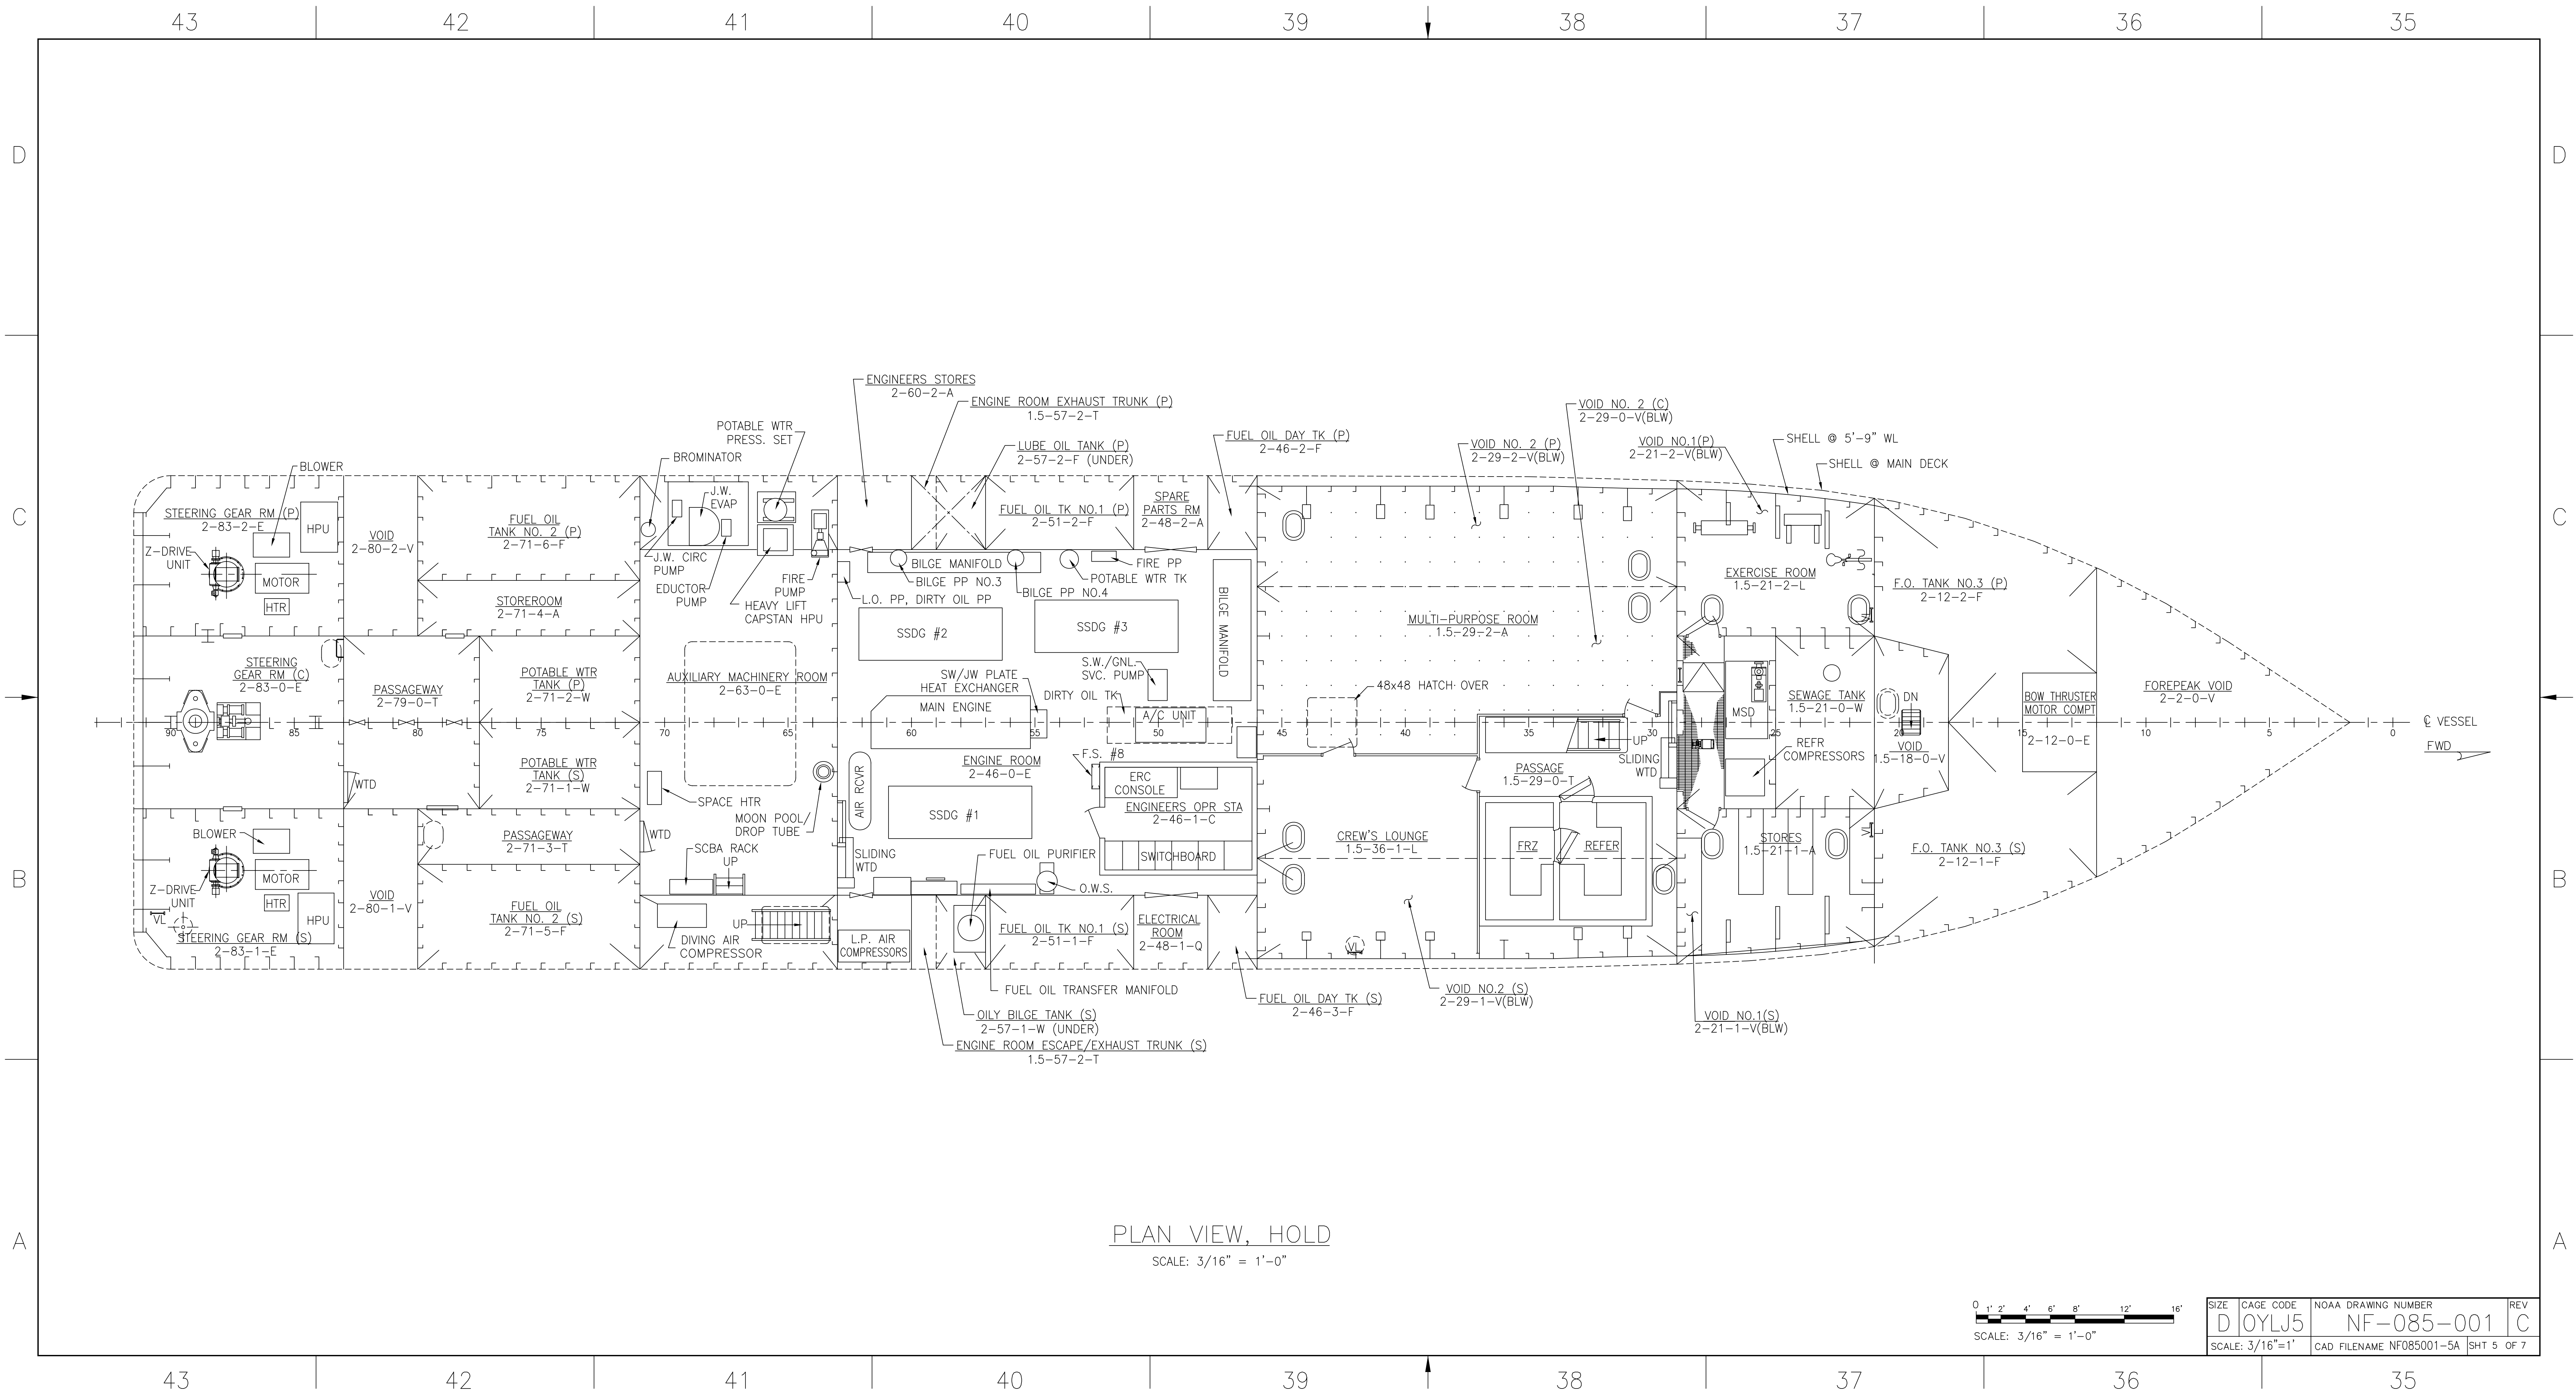 43 42 41 40 39 38 37 36 35
D D
ENGINEERS STORES
2-60-2-A
ENGINE ROOM EXHAUST TRUNK (P)
1.5-57-2-T
POTABLE WTR
PRESS. SET
LUBE OIL TANK (P)
2-57-2-F (UNDER)
FUEL OIL DAY TK (P)
2-46-2-F
VOID NO. 2 (C)
2-29-0-V(BLW)
VOID NO. 2 (P)
2-29-2-V(BLW)
VOID NO.1(P)
2-21-2-V(BLW)
SHELL @ 5'-9" WL
SHELL @ MAIN DECK
BLOWER
BROMINATOR
C C
STEERING GEAR RM (P)
2-83-2-E
HPU
Z-DRIVE
UNIT
MOTOR
HTR
VOID
2-80-2-V
FUEL OIL
TANK NO. 2 (P)
2-71-6-F
STOREROOM
2-71-4-A
J.W.
EVAP
J.W. CIRC
PUMP
EDUCTOR
PUMP
HEAVY LIFT
CAPSTAN HPU
FIRE
PUMP
L.O. PP, DIRTY OIL PP
BILGE MANIFOLD
BILGE PP NO.3
BILGE PP NO.4
FUEL OIL TK NO.1 (P)
2-51-2-F
SPARE
PARTS RM
2-48-2-A
FIRE PP
POTABLE WTR TK
BILGE MANIFOLD
SSDG #2
SSDG #3
MULTI-PURPOSE ROOM
1.5-29-2-A
EXERCISE ROOM
1.5-21-2-L
F.O. TANK NO.3 (P)
2-12-2-F
STEERING
GEAR RM (C)
2-83-0-E
PASSAGEWAY
2-79-0-T
POTABLE WTR
TANK (P)
2-71-2-W
AUXILIARY MACHINERY ROOM
2-63-0-E
SW/JW PLATE
HEAT EXCHANGER
MAIN ENGINE
S.W./GNL.
SVC. PUMP
DIRTY OIL TK
A/C UNIT
48x48 HATCH OVER
MSD
SEWAGE TANK
1.5-21-0-W
DN
BOW THRUSTER
MOTOR COMPT
2-12-0-E
FOREPEAK VOID
2-2-0-V
90 85 80 75 70 65 60 55 50 45 40 35 30 25 20 15 10 5 0
℄ VESSEL
FWD
UP
SLIDING
WTD
REFR
COMPRESSORS
VOID
1.5-18-0-V
WTD
POTABLE WTR
TANK (S)
2-71-1-W
SPACE HTR
MOON POOL/
DROP TUBE
AIR RCVR
ENGINE ROOM
2-46-0-E
F.S. #8
ERC
CONSOLE
ENGINEERS OPR STA
2-46-1-C
SWITCHBOARD
PASSAGE
1.5-29-0-T
SSDG #1
B B
BLOWER
Z-DRIVE
UNIT
MOTOR
HTR
HPU
VL
STEERING GEAR RM (S)
2-83-1-E
VOID
2-80-1-V
PASSAGEWAY
2-71-3-T
FUEL OIL
TANK NO. 2 (S)
2-71-5-F
WTD
SCBA RACK
UP
SLIDING
WTD
FUEL OIL PURIFIER
O.W.S.
CREW'S LOUNGE
1.5-36-1-L
FRZ
REFER
STORES
1.5-21-1-A
VL
VL
F.O. TANK NO.3 (S)
2-12-1-F
UP
DIVING AIR
COMPRESSOR
L.P. AIR
COMPRESSORS
FUEL OIL TK NO.1 (S)
2-51-1-F
ELECTRICAL
ROOM
2-48-1-Q
VL
FUEL OIL TRANSFER MANIFOLD
OILY BILGE TANK (S)
2-57-1-W (UNDER)
ENGINE ROOM ESCAPE/EXHAUST TRUNK (S)
1.5-57-2-T
FUEL OIL DAY TK (S)
2-46-3-F
VOID NO.2 (S)
2-29-1-V(BLW)
VOID NO.1(S)
2-21-1-V(BLW)
A A
PLAN VIEW, HOLD
SCALE: 3/16" = 1'-0"
0 1' 2' 4' 6' 8' 12' 16'
SCALE: 3/16" = 1'-0"
SIZE CAGE CODE NOAA DRAWING NUMBER REV
D 0YLJ5 NF-085-001 C
SCALE: 3/16"=1' CAD FILENAME NF085001-5A SHT 5 OF 7
43 42 41 40 39 38 37 36 35